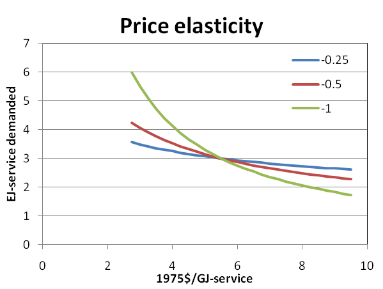 Price elasticity
7
6
5
4
3
2
1
0
EJ-service demanded
-0.25
-0.5
-1
0 2 4 6 8 10
1975$/GJ-service